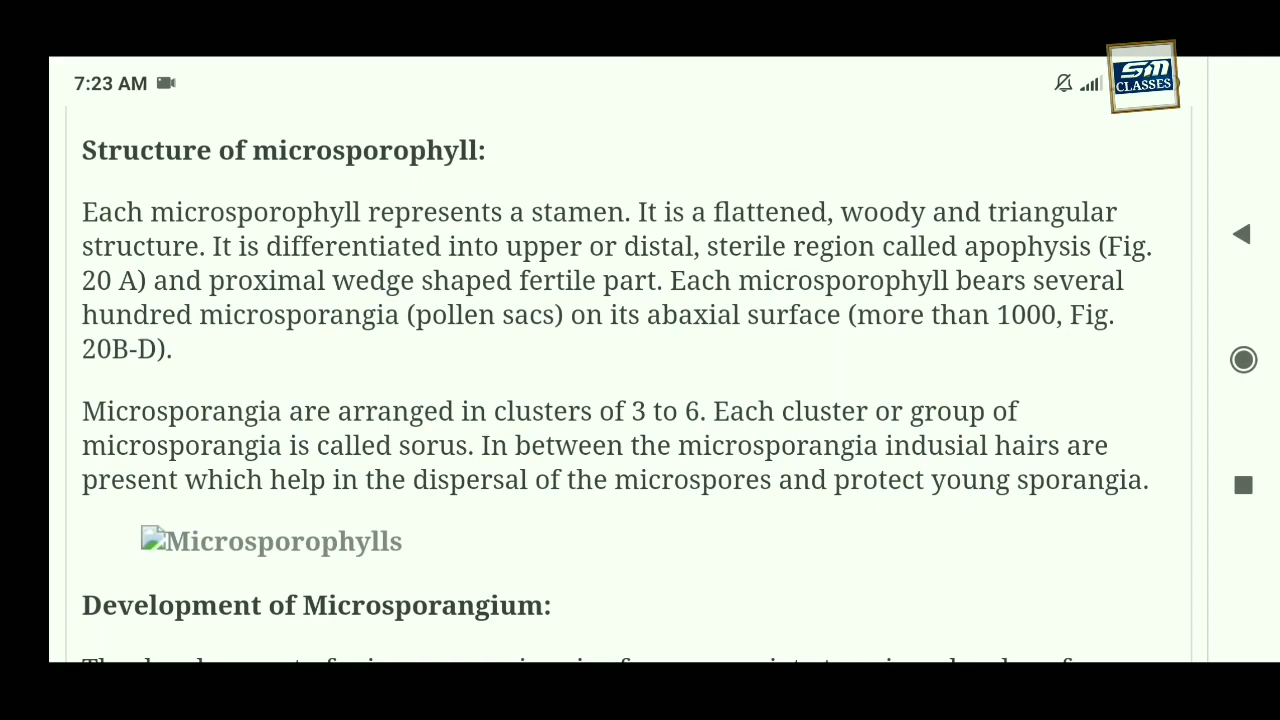 7:23 AM
SM
CLASSES
Structure of microsporophyll:
Each microsporophyll represents a stamen. It is a flattened, woody and triangular
structure. It is differentiated into upper or distal, sterile region called apophysis (Fig.
20 A) and proximal wedge shaped fertile part. Each microsporophyll bears several
hundred microsporangia (pollen sacs) on its abaxial surface (more than 1000, Fig.
20B-D).
Microsporangia are arranged in clusters of 3 to 6. Each cluster or group of
microsporangia is called sorus. In between the microsporangia indusial hairs are
present which help in the dispersal of the microspores and protect young sporangia.
Microsporophylls
Development of Microsporangium: